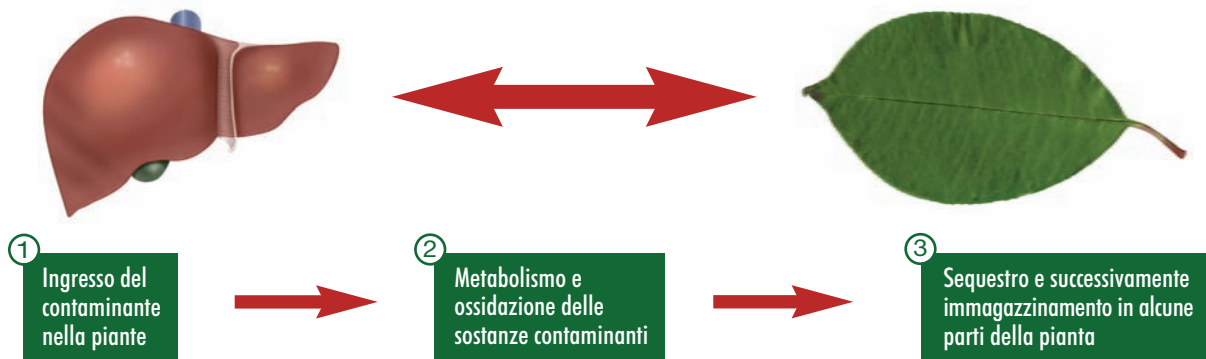 1
Ingresso del
contaminante
nella piante
2
Metabolismo e
ossidazione delle
sostanze contaminanti
3
Sequestro e successivamente
immagazzinamento in alcune
parti della pianta